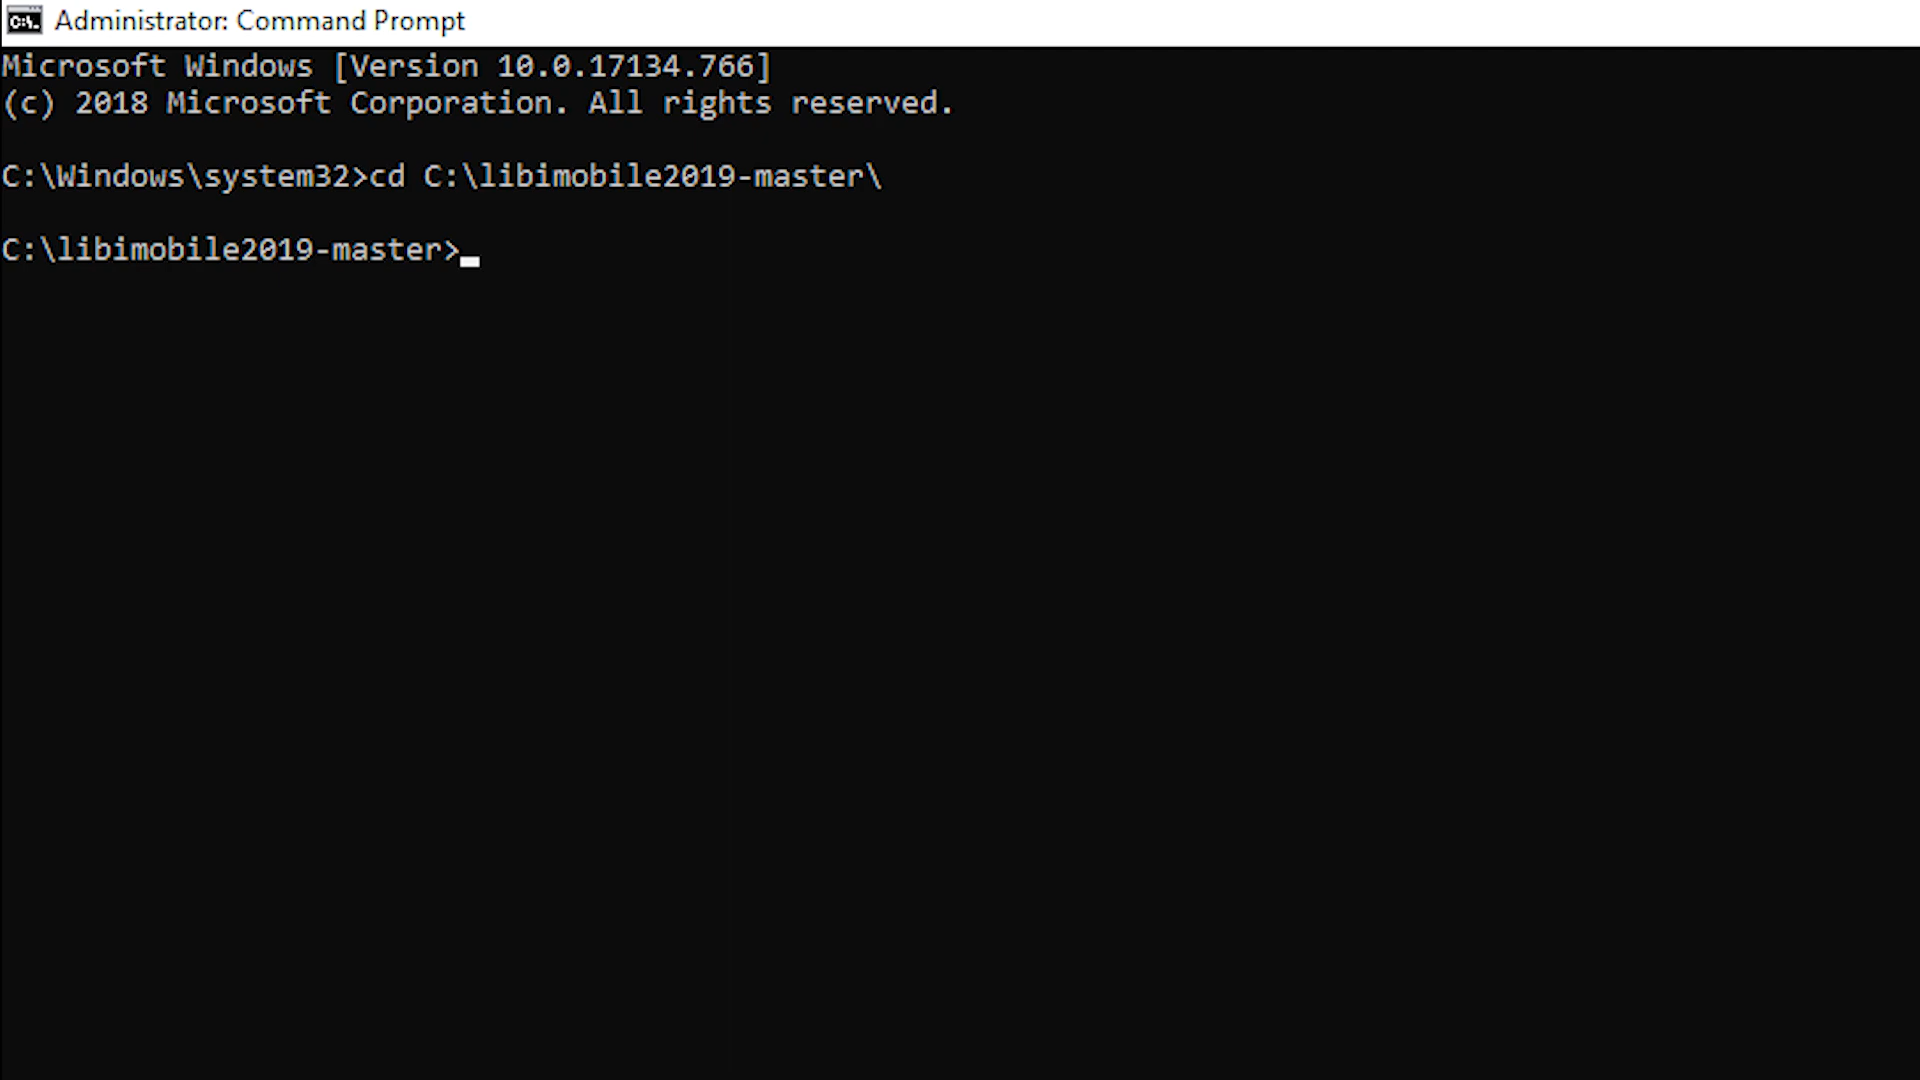 Administrator: Command Prompt
Microsoft Windows [Version 10.0.17134.766]
(c) 2018 Microsoft Corporation. All rights reserved.
C:\Windows\system32>cd C:\libimobile2019-master\
C:\libimobile2019-master>